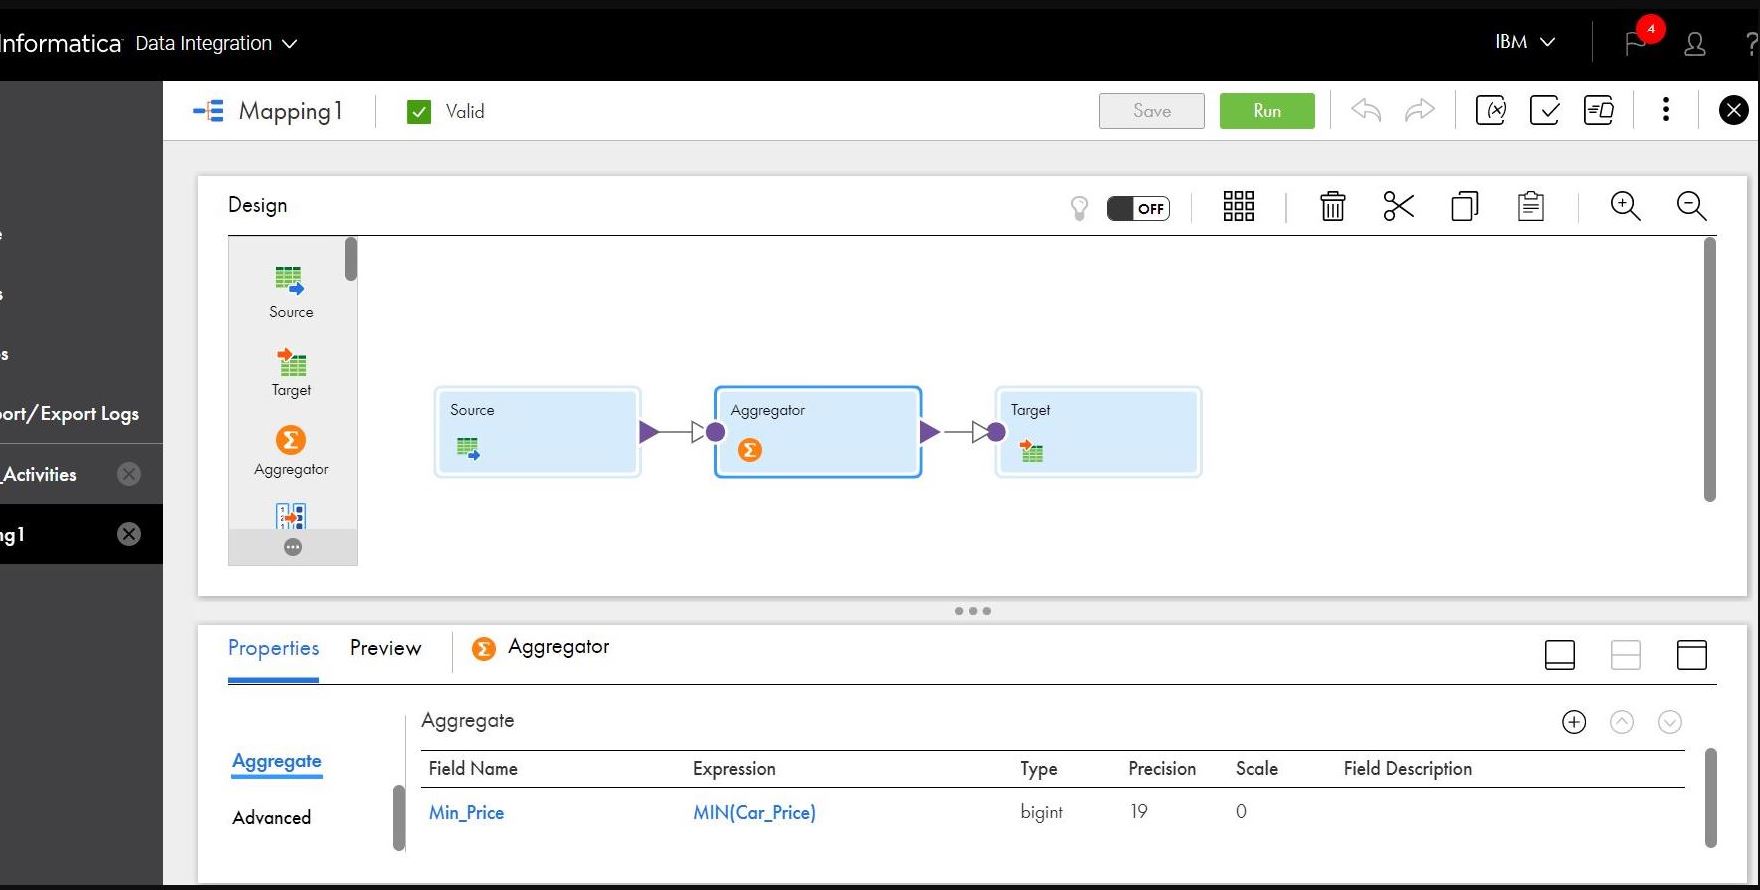 Informatica Data Integration
IBM
4
?
Mapping1
Valid
Save
Run
(x)
Design
OFF
Source
Target
Aggregator
Source
Aggregator
Target
e
s
s
ort/Export Logs
_Activities
ng1
Properties
Preview
Aggregator
Aggregate
Aggregate
Advanced
Field Name Expression Type Precision Scale Field Description
Min_Price MIN(Car_Price) bigint 19 0